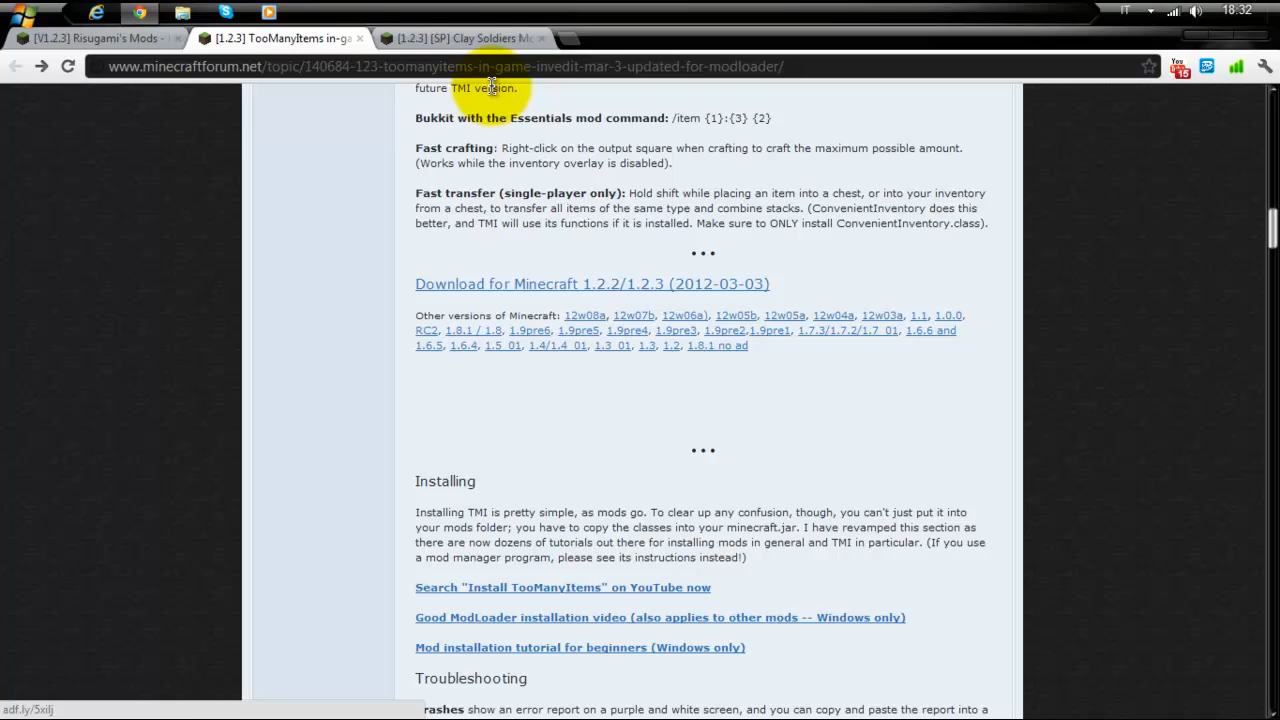 IT
18:32
[V1.2.3] Risugami's Mods -
[1.2.3] TooManyItems in-ga
[1.2.3] [SP] Clay Soldiers Mo
www.minecraftforum.net/topic/140684-123-toomanyitems-in-game-invedit-mar-3-updated-for-modloader/
You
15
future TMI version.
Bukkit with the Essentials mod command: /item {1}:{3} {2}
Fast crafting: Right-click on the output square when crafting to craft the maximum possible amount.
(Works while the inventory overlay is disabled).
Fast transfer (single-player only): Hold shift while placing an item into a chest, or into your inventory
from a chest, to transfer all items of the same type and combine stacks. (ConvenientInventory does this
better, and TMI will use its functions if it is installed. Make sure to ONLY install ConvenientInventory.class).
• • •
Download for Minecraft 1.2.2/1.2.3 (2012-03-03)
Other versions of Minecraft: 12w08a, 12w07b, 12w06a), 12w05b, 12w05a, 12w04a, 12w03a, 1.1, 1.0.0,
RC2, 1.8.1 / 1.8, 1.9pre6, 1.9pre5, 1.9pre4, 1.9pre3, 1.9pre2,1.9pre1, 1.7.3/1.7.2/1.7_01, 1.6.6 and
1.6.5, 1.6.4, 1.5_01, 1.4/1.4_01, 1.3_01, 1.3, 1.2, 1.8.1 no ad
• • •
Installing
Installing TMI is pretty simple, as mods go. To clear up any confusion, though, you can't just put it into
your mods folder; you have to copy the classes into your minecraft.jar. I have revamped this section as
there are now dozens of tutorials out there for installing mods in general and TMI in particular. (If you use
a mod manager program, please see its instructions instead!)
Search "Install TooManyItems" on YouTube now
Good ModLoader installation video (also applies to other mods -- Windows only)
Mod installation tutorial for beginners (Windows only)
Troubleshooting
Crashes show an error report on a purple and white screen, and you can copy and paste the report into a
adf.ly/5xilj